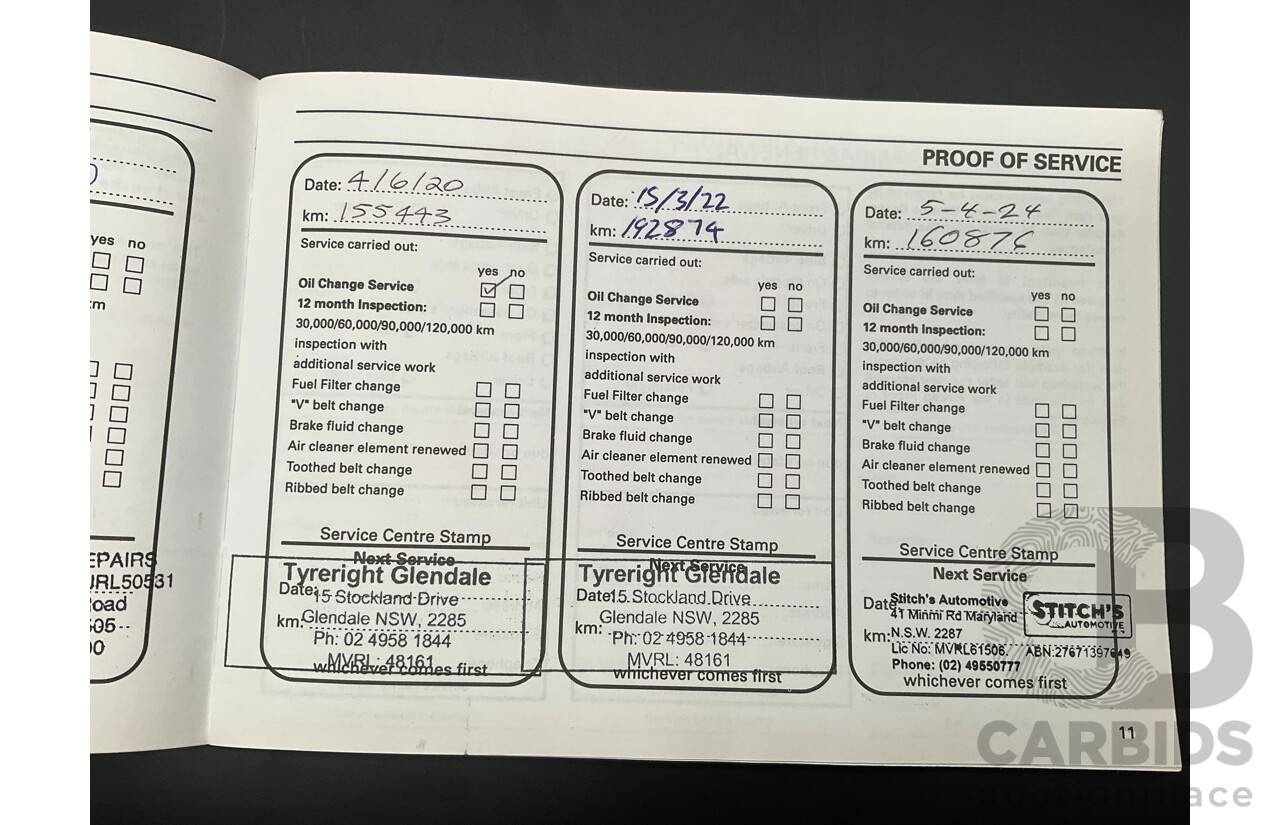 yes no
m
EPAIRS
JRL50531
oad
05
00
PROOF OF SERVICE
Date: 4/6/20
km: 155443
Service carried out:
yes no
Oil Change Service
12 month Inspection:
30,000/60,000/90,000/120,000 km
inspection with
additional service work
Fuel Filter change
"V" belt change
Brake fluid change
Air cleaner element renewed
Toothed belt change
Ribbed belt change
Service Centre Stamp
Next Service
Tyreright Glendale
Date: 15 Stockland Drive
km: Glendale NSW, 2285
Ph: 02 4958 1844
MVRL: 48161
whichever comes first
Date: 15/3/22
km: 192874
Service carried out:
yes no
Oil Change Service
12 month Inspection:
30,000/60,000/90,000/120,000 km
inspection with
additional service work
Fuel Filter change
"V" belt change
Brake fluid change
Air cleaner element renewed
Toothed belt change
Ribbed belt change
Service Centre Stamp
Next Service
Tyreright Glendale
Date: 15 Stockland Drive
km: Glendale NSW, 2285
Ph: 02 4958 1844
MVRL: 48161
whichever comes first
Date: 5-4-24
km: 160876
Service carried out:
yes no
Oil Change Service
12 month Inspection:
30,000/60,000/90,000/120,000 km
inspection with
additional service work
Fuel Filter change
"V" belt change
Brake fluid change
Air cleaner element renewed
Toothed belt change
Ribbed belt change
Service Centre Stamp
Next Service
Date: Stitch's Automotive
41 Minmi Rd Maryland
km: N.S.W. 2287
Lic No: MVRL61506. ABN:27671397649
Phone: (02) 49550777
STITCH'S
AUTOMOTIVE
whichever comes first
11
CARBIDS
auctionplace